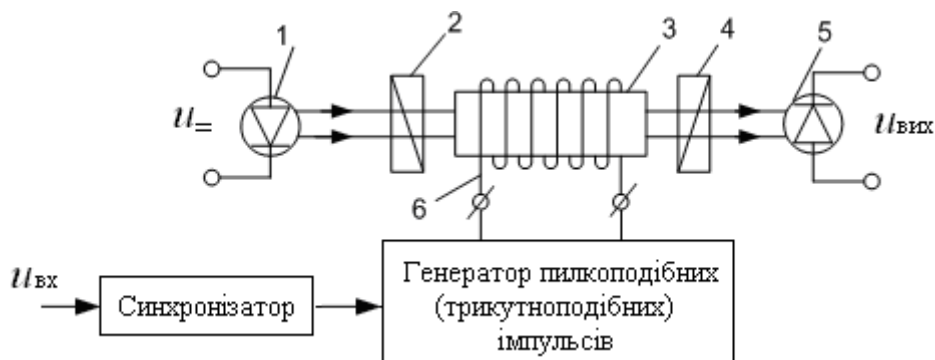 1
2
3
4
5
u=
uвих
6
uвх
Синхронізатор
Генератор пилкоподібних
(трикутноподібних)
імпульсів